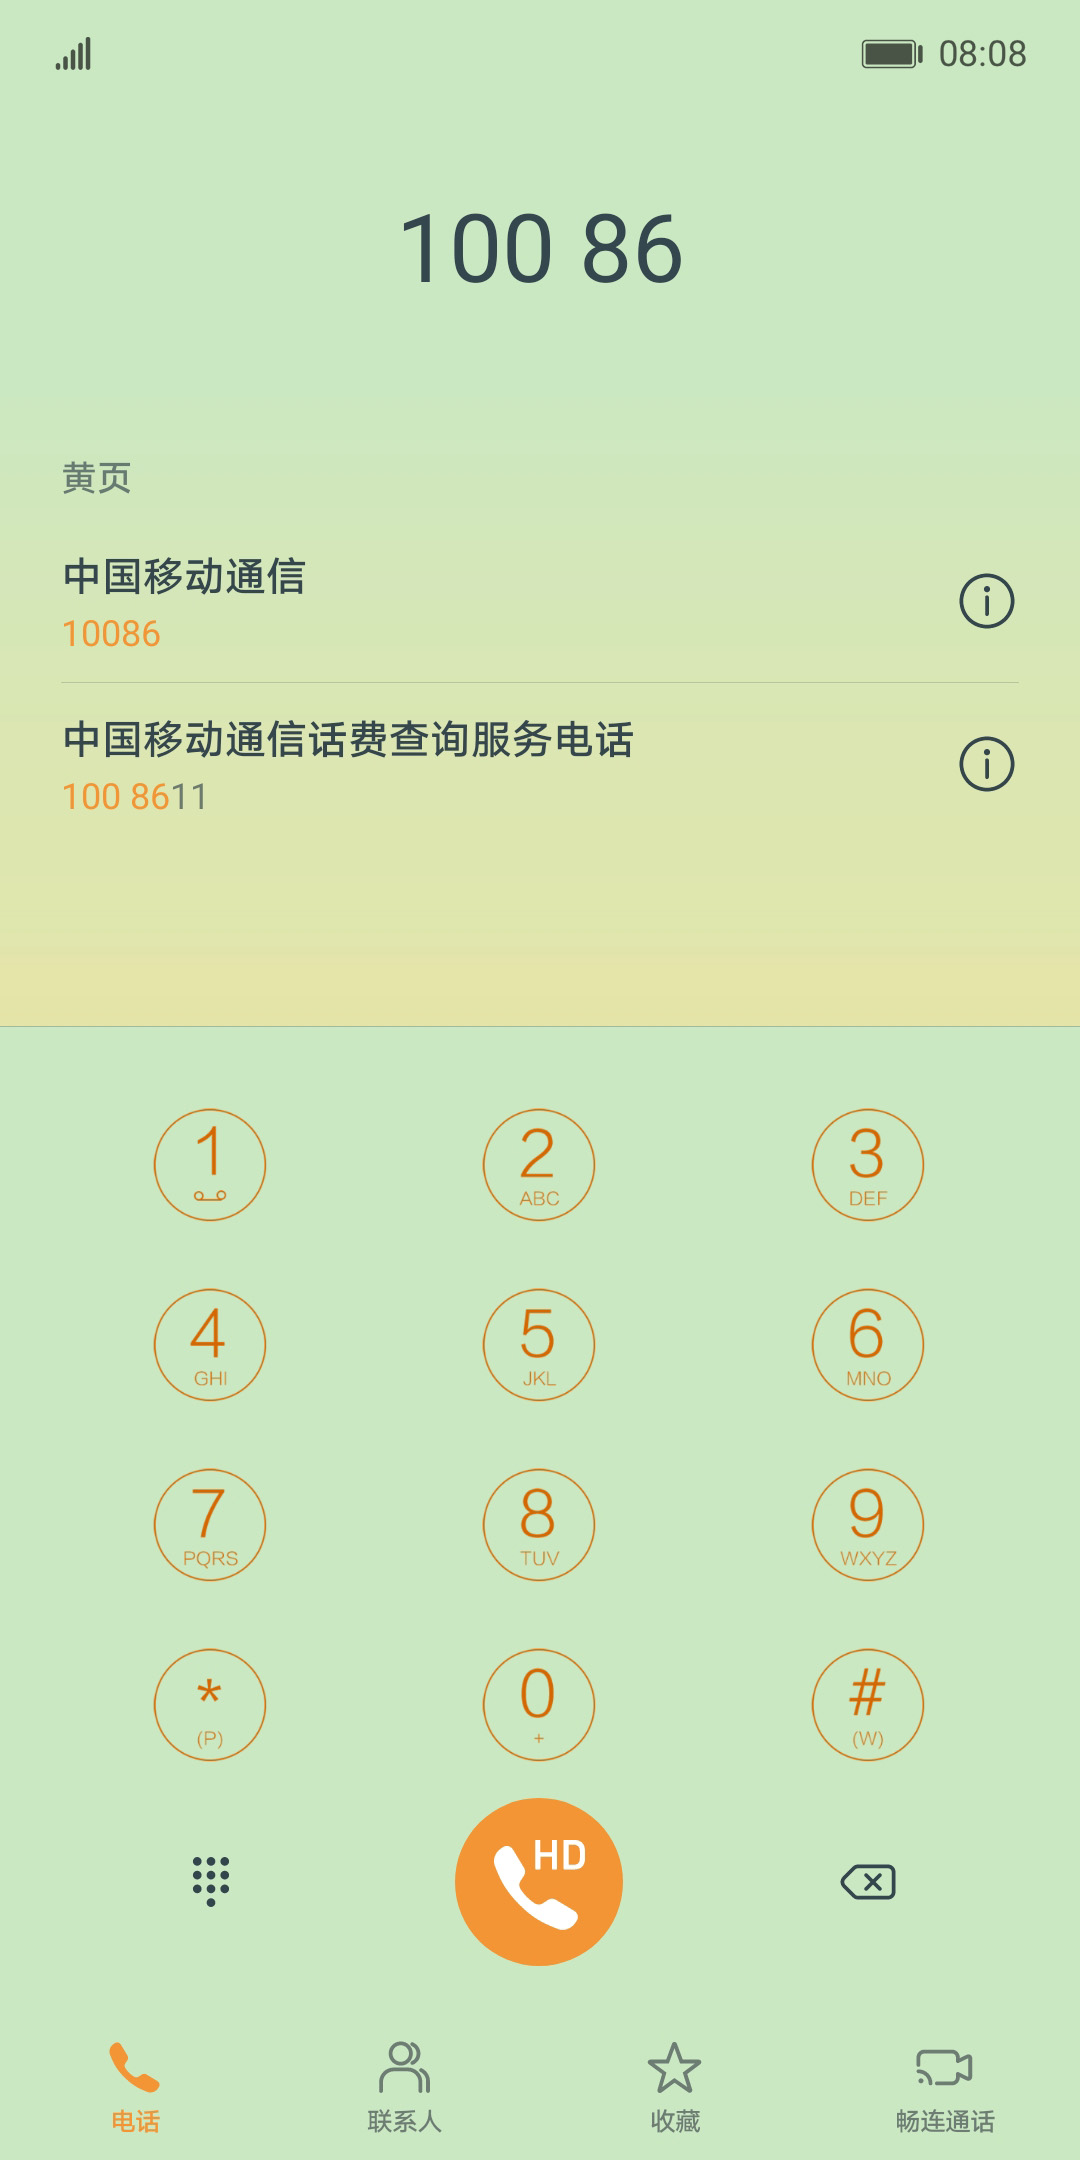 08:08
100 86
黄页
中国移动通信
10086
中国移动通信话费查询服务电话
100 8611
1 2 3
ABC DEF
4 5 6
GHI JKL MNO
7 8 9
PQRS TUV WXYZ
* 0 #
(P) + (W)
HD
电话 联系人 收藏 畅连通话